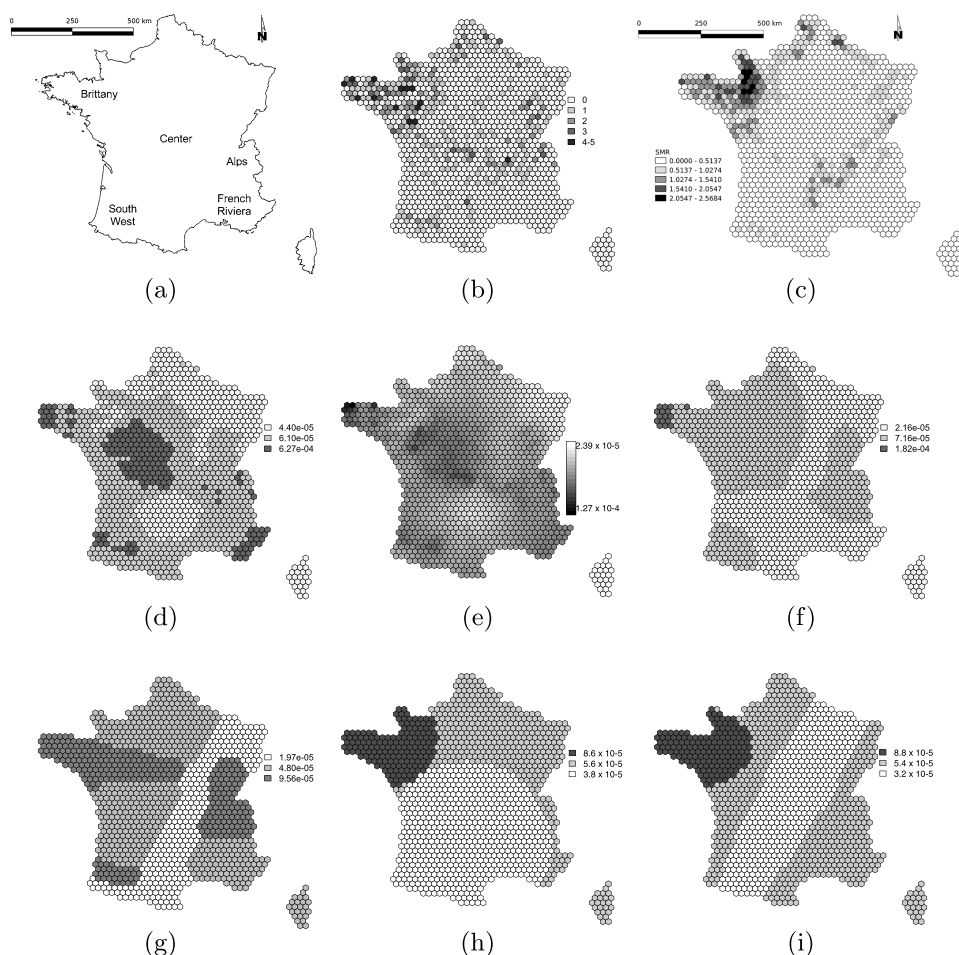 0 250 500 km
N
Brittany
Center
Alps
South
West
French
Riviera
(a)
0
1
2
3
4-5
(b)
0 250 500 km
N
SMR
0.0000 - 0.5137
0.5137 - 1.0274
1.0274 - 1.5410
1.5410 - 2.0547
2.0547 - 2.5684
(c)
4.40e-05
6.10e-05
6.27e-04
(d)
2.39 x 10-5
1.27 x 10-4
(e)
2.16e-05
7.16e-05
1.82e-04
(f)
1.97e-05
4.80e-05
9.56e-05
(g)
8.6 x 10-5
5.6 x 10-5
3.8 x 10-5
(h)
8.8 x 10-5
5.4 x 10-5
3.2 x 10-5
(i)